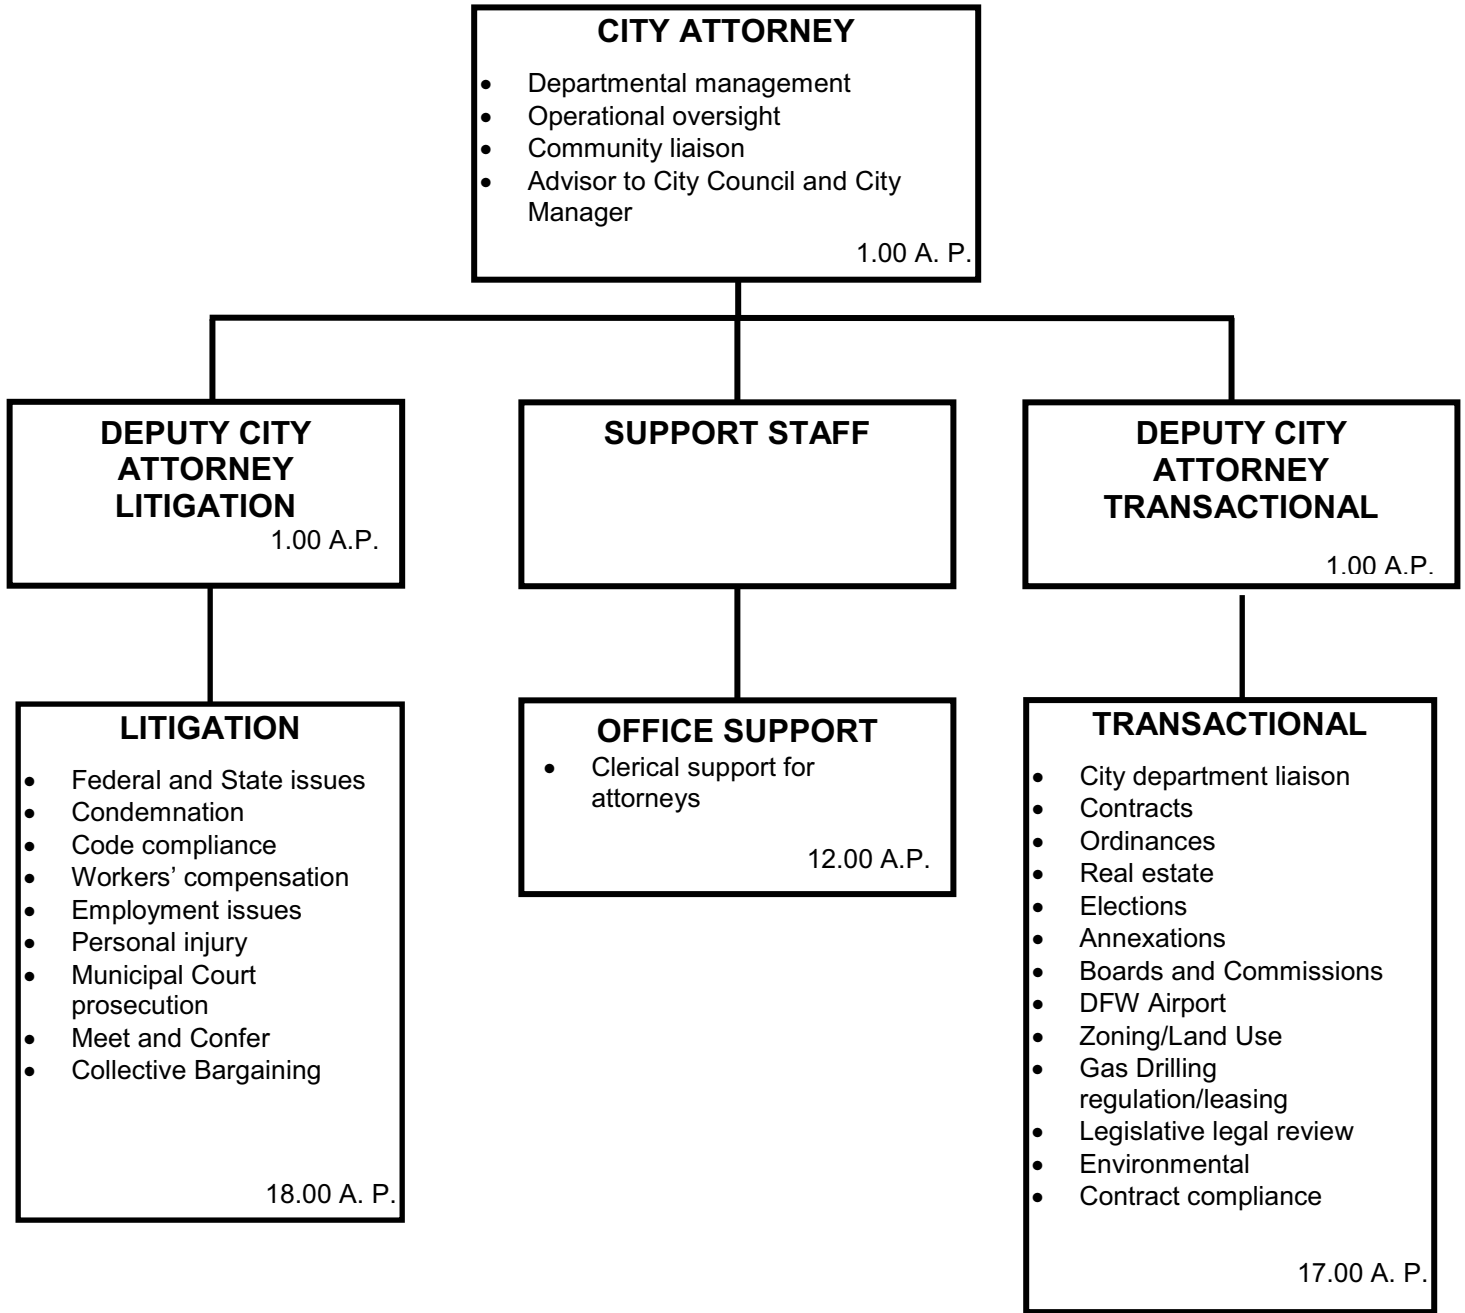 CITY ATTORNEY
• Departmental management
• Operational oversight
• Community liaison
• Advisor to City Council and City
Manager
1.00 A. P.
DEPUTY CITY
ATTORNEY
LITIGATION
1.00 A.P.
SUPPORT STAFF
DEPUTY CITY
ATTORNEY
TRANSACTIONAL
1.00 A.P.
LITIGATION
• Federal and State issues
• Condemnation
• Code compliance
• Workers’ compensation
• Employment issues
• Personal injury
• Municipal Court
prosecution
• Meet and Confer
• Collective Bargaining
18.00 A. P.
OFFICE SUPPORT
• Clerical support for
attorneys
12.00 A.P.
TRANSACTIONAL
• City department liaison
• Contracts
• Ordinances
• Real estate
• Elections
• Annexations
• Boards and Commissions
• DFW Airport
• Zoning/Land Use
• Gas Drilling
regulation/leasing
• Legislative legal review
• Environmental
• Contract compliance
17.00 A. P.